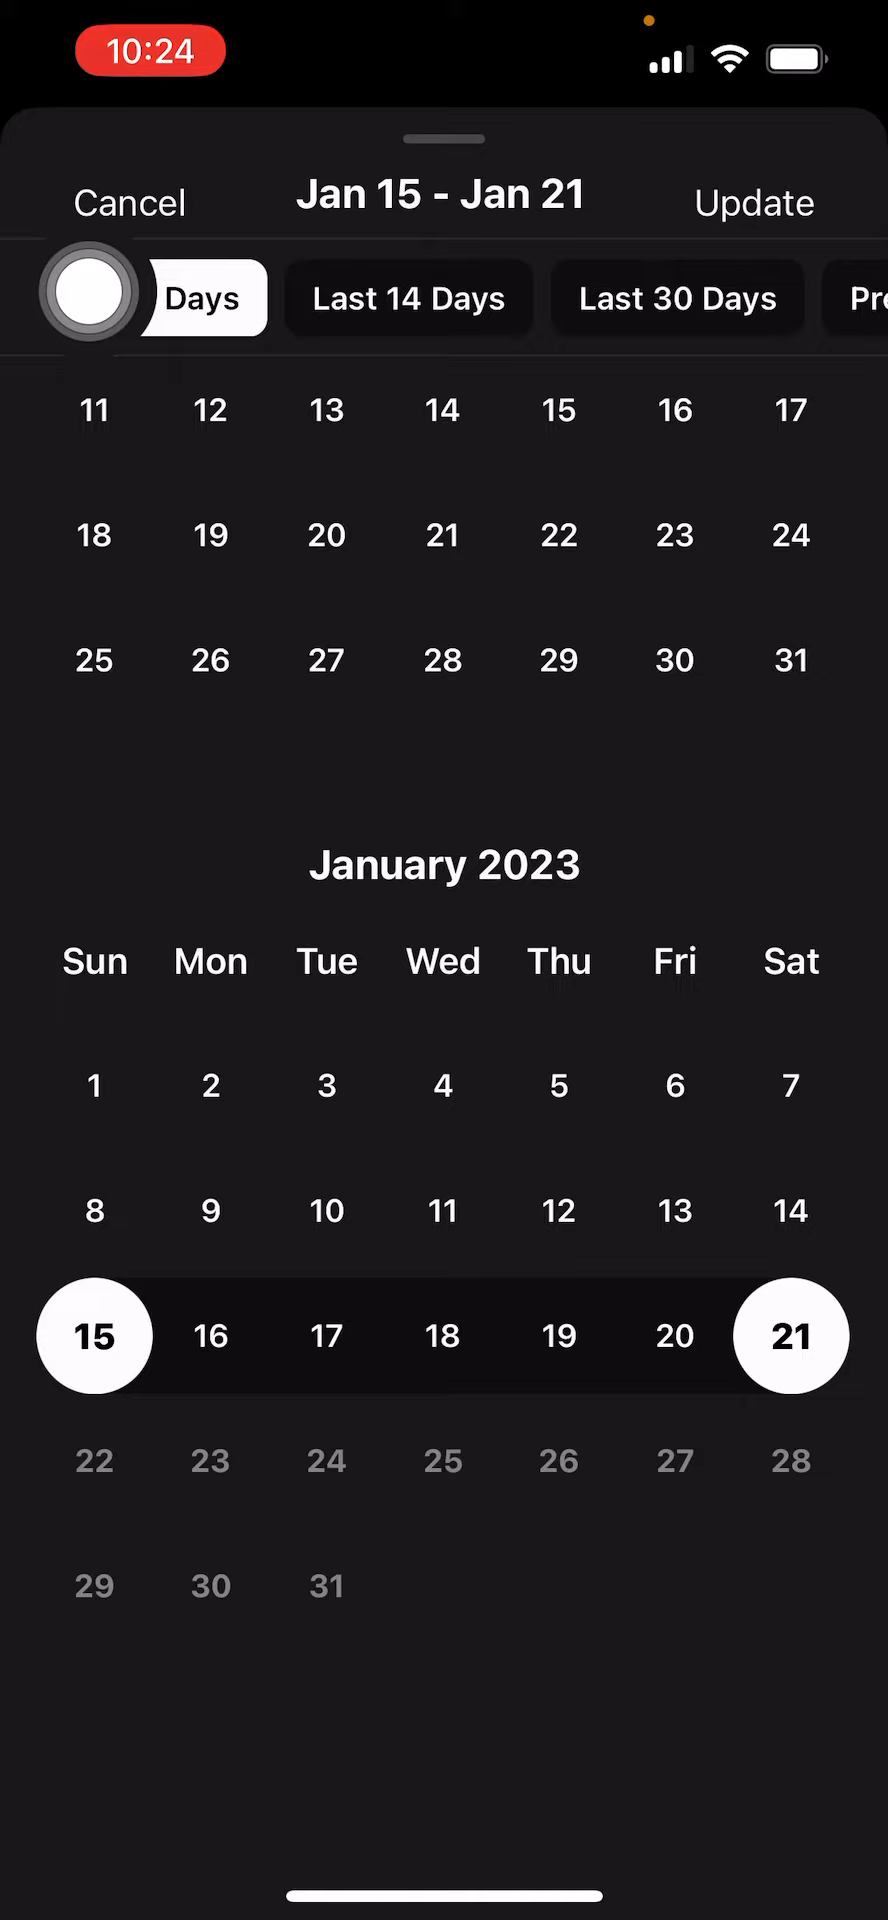 10:24
Cancel Jan 15 - Jan 21 Update
Days Last 14 Days Last 30 Days Pre
11 12 13 14 15 16 17
18 19 20 21 22 23 24
25 26 27 28 29 30 31
January 2023
Sun Mon Tue Wed Thu Fri Sat
1 2 3 4 5 6 7
8 9 10 11 12 13 14
15 16 17 18 19 20 21
22 23 24 25 26 27 28
29 30 31